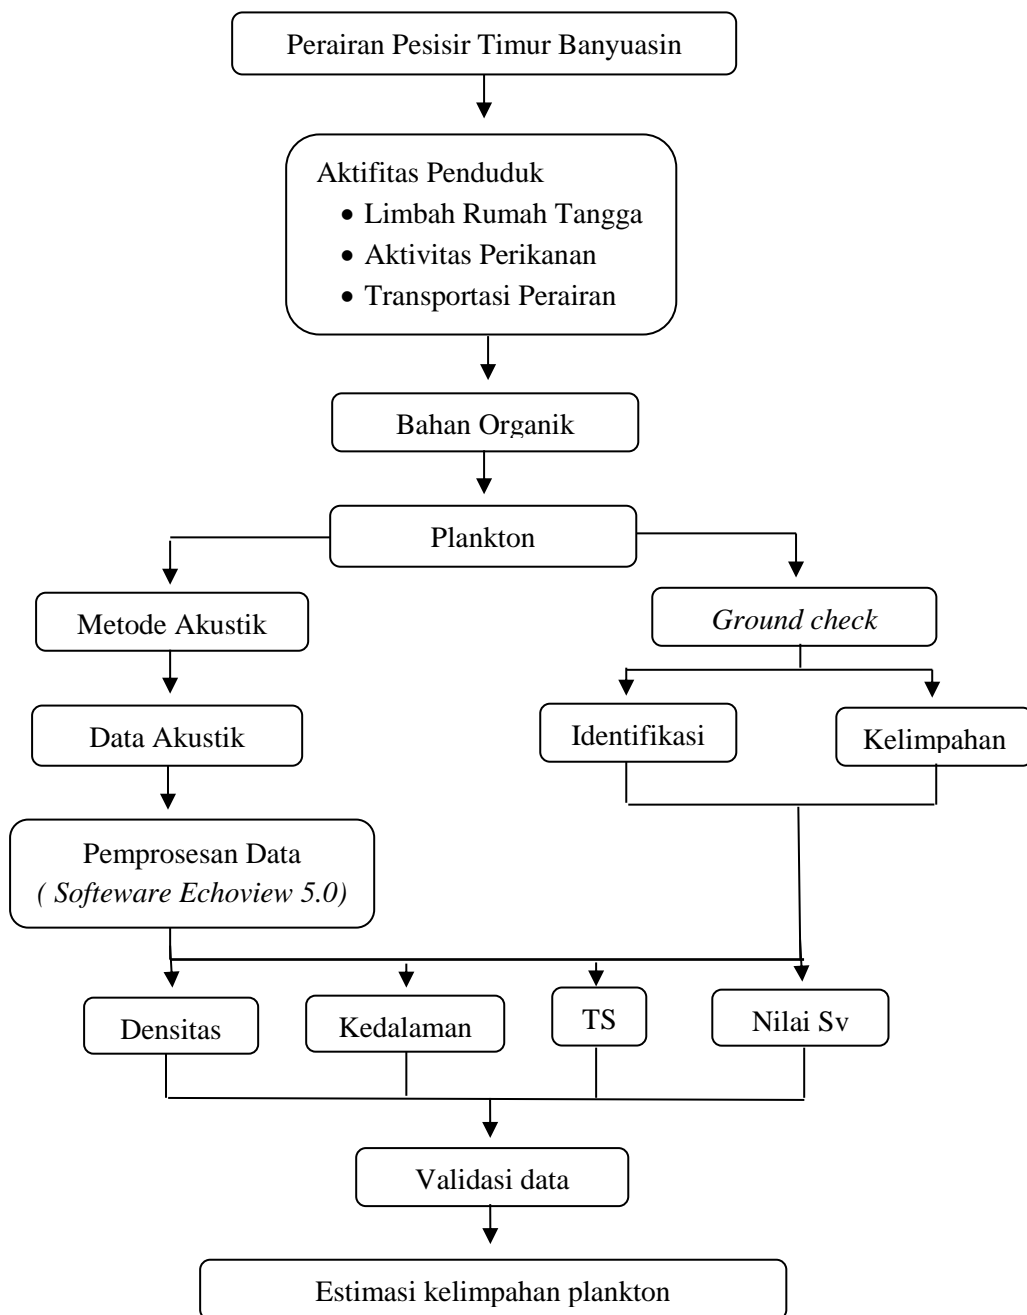 Perairan Pesisir Timur Banyuasin
Aktifitas Penduduk
• Limbah Rumah Tangga
• Aktivitas Perikanan
• Transportasi Perairan
Bahan Organik
Plankton
Metode Akustik
Ground check
Data Akustik
Identifikasi
Kelimpahan
Pemprosesan Data
( Softeware Echoview 5.0)
Densitas
Kedalaman
TS
Nilai Sv
Validasi data
Estimasi kelimpahan plankton